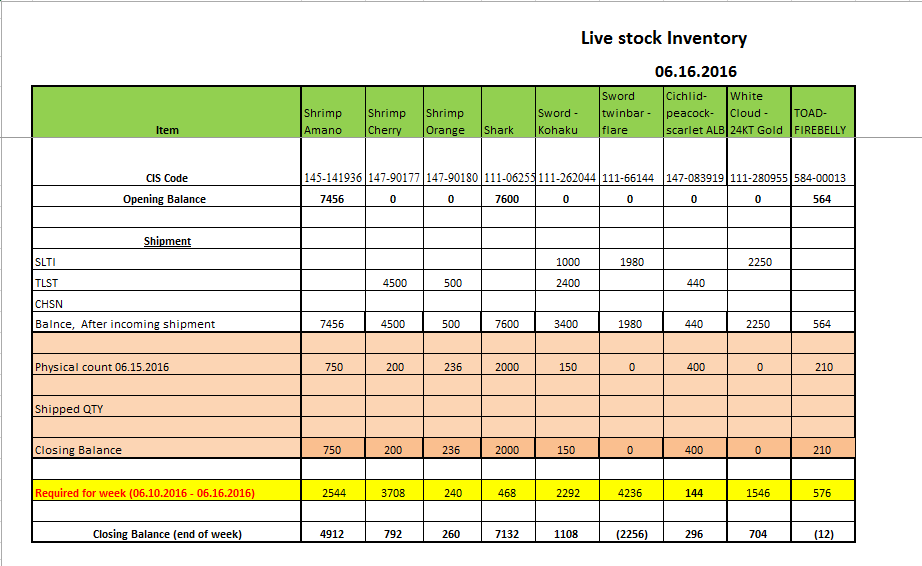 Live stock Inventory
06.16.2016
Item Shrimp Amano Shrimp Cherry Shrimp Orange Shark Sword - Kohaku Sword twinbar - flare Cichlid- peacock- scarlet ALB White Cloud - 24KT Gold TOAD- FIREBELLY
CIS Code 145-141936 147-90177 147-90180 111-06255 111-262044 111-66144 147-083919 111-280955 584-00013
Opening Balance 7456 0 0 7600 0 0 0 0 564
Shipment
SLTI 1000 1980 2250
TLST 4500 500 2400 440
CHSN
Balnce, After incoming shipment 7456 4500 500 7600 3400 1980 440 2250 564
Physical count 06.15.2016 750 200 236 2000 150 0 400 0 210
Shipped QTY
Closing Balance 750 200 236 2000 150 0 400 0 210
Required for week (06.10.2016 - 06.16.2016) 2544 3708 240 468 2292 4236 144 1546 576
Closing Balance (end of week) 4912 792 260 7132 1108 (2256) 296 704 (12)